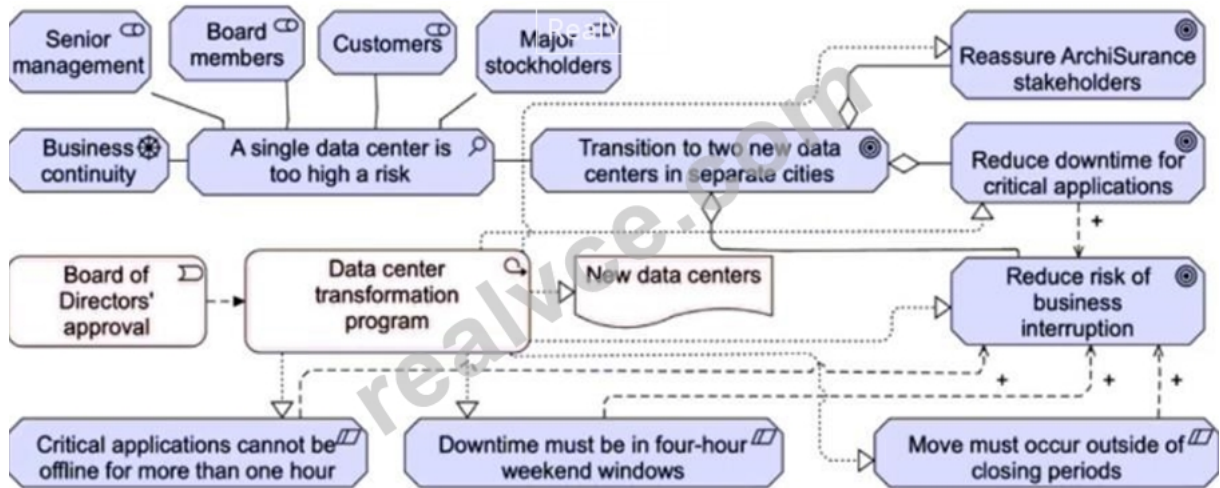 Senior
management
Board
members
Customers
Major
stockholders
Reassure ArchiSurance
stakeholders
Business
continuity
A single data center is
too high a risk
Transition to two new data
centers in separate cities
Reduce downtime for
critical applications
+
Board of
Directors'
approval
Data center
transformation
program
New data centers
Reduce risk of
business
interruption
+
+
+
Critical applications cannot be
offline for more than one hour
Downtime must be in four-hour
weekend windows
Move must occur outside of
closing periods
realvce.com